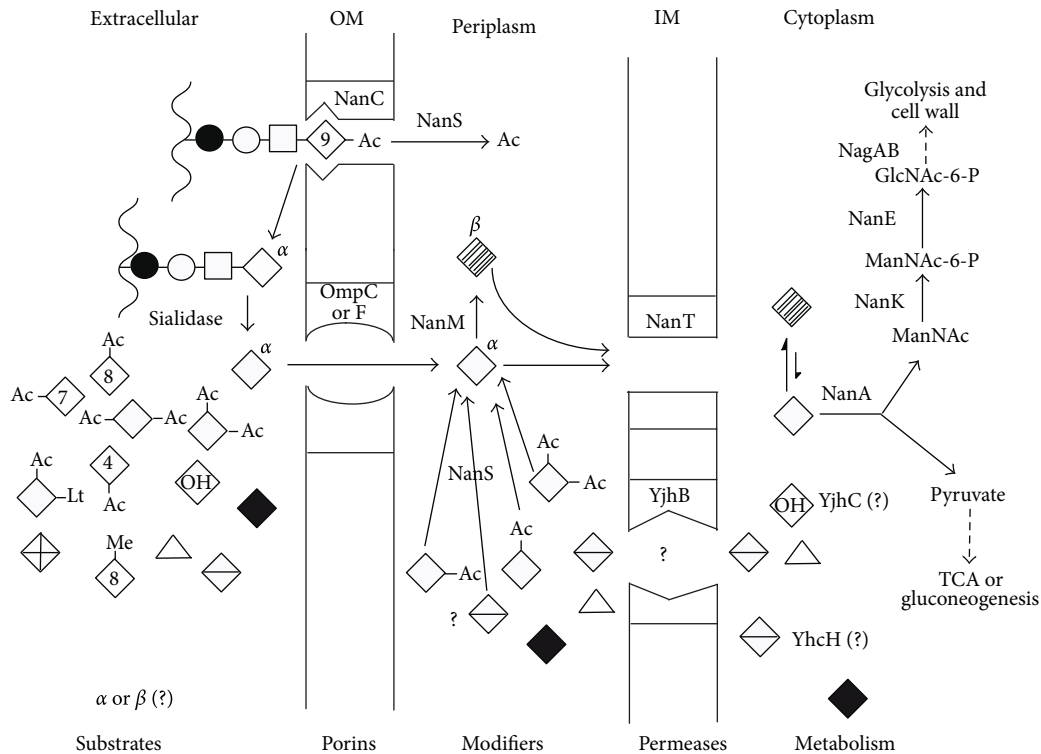 Extracellular
OM
Periplasm
IM
Cytoplasm
NanC
9
Ac
NanS
Ac
α
Sialidase
α
OmpC
or F
β
NanM
α
NanT
Glycolysis and
cell wall
NagAB
GlcNAc-6-P
NanE
ManNAc-6-P
NanK
ManNAc
NanA
Pyruvate
TCA or
gluconeogenesis
Ac
8
Ac
7
Ac
Ac
Ac
Ac
Ac
Lt
4
Ac
OH
Me
8
NanS
Ac
Ac
Ac
Ac
?
YjhB
?
OH
YjhC (?)
YhcH (?)
α or β (?)
Substrates
Porins
Modifiers
Permeases
Metabolism